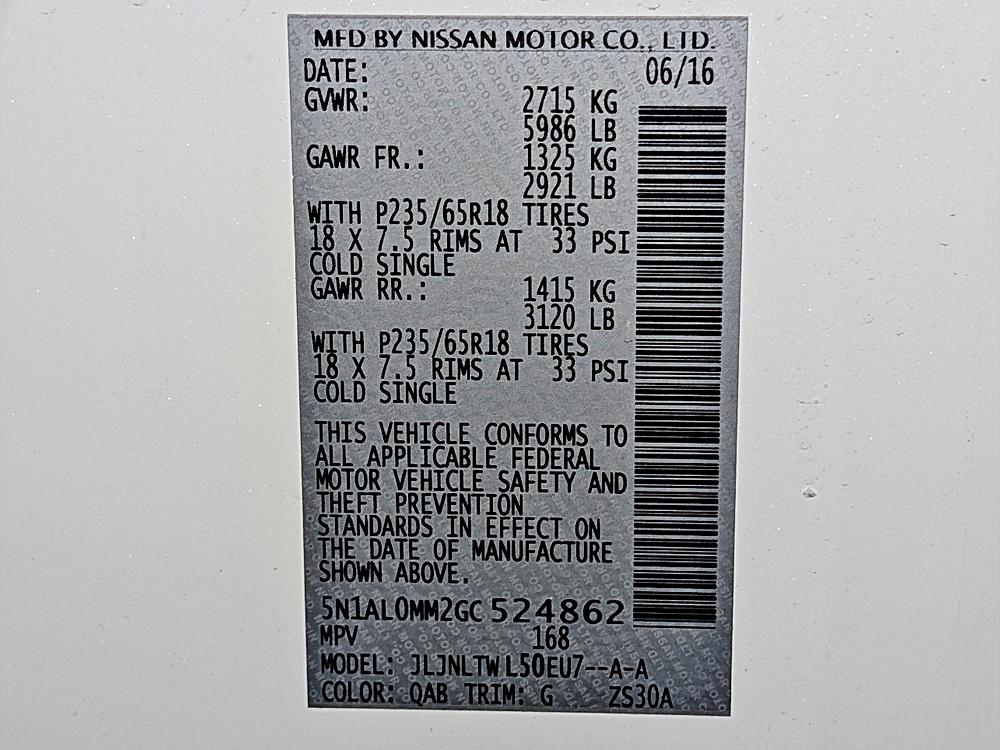 MFD BY NISSAN MOTOR CO., LTD.
DATE: 06/16
GVWR: 2715 KG
5986 LB
GAWR FR.: 1325 KG
2921 LB
WITH P235/65R18 TIRES
18 X 7.5 RIMS AT 33 PSI
COLD SINGLE
GAWR RR.: 1415 KG
3120 LB
WITH P235/65R18 TIRES
18 X 7.5 RIMS AT 33 PSI
COLD SINGLE
THIS VEHICLE CONFORMS TO
ALL APPLICABLE FEDERAL
MOTOR VEHICLE SAFETY AND
THEFT PREVENTION
STANDARDS IN EFFECT ON
THE DATE OF MANUFACTURE
SHOWN ABOVE.
5N1AL0MM2GC524862
MPV 168
MODEL: JLJNLTWL50EU7--A-A
COLOR: QAB TRIM: G ZS30A